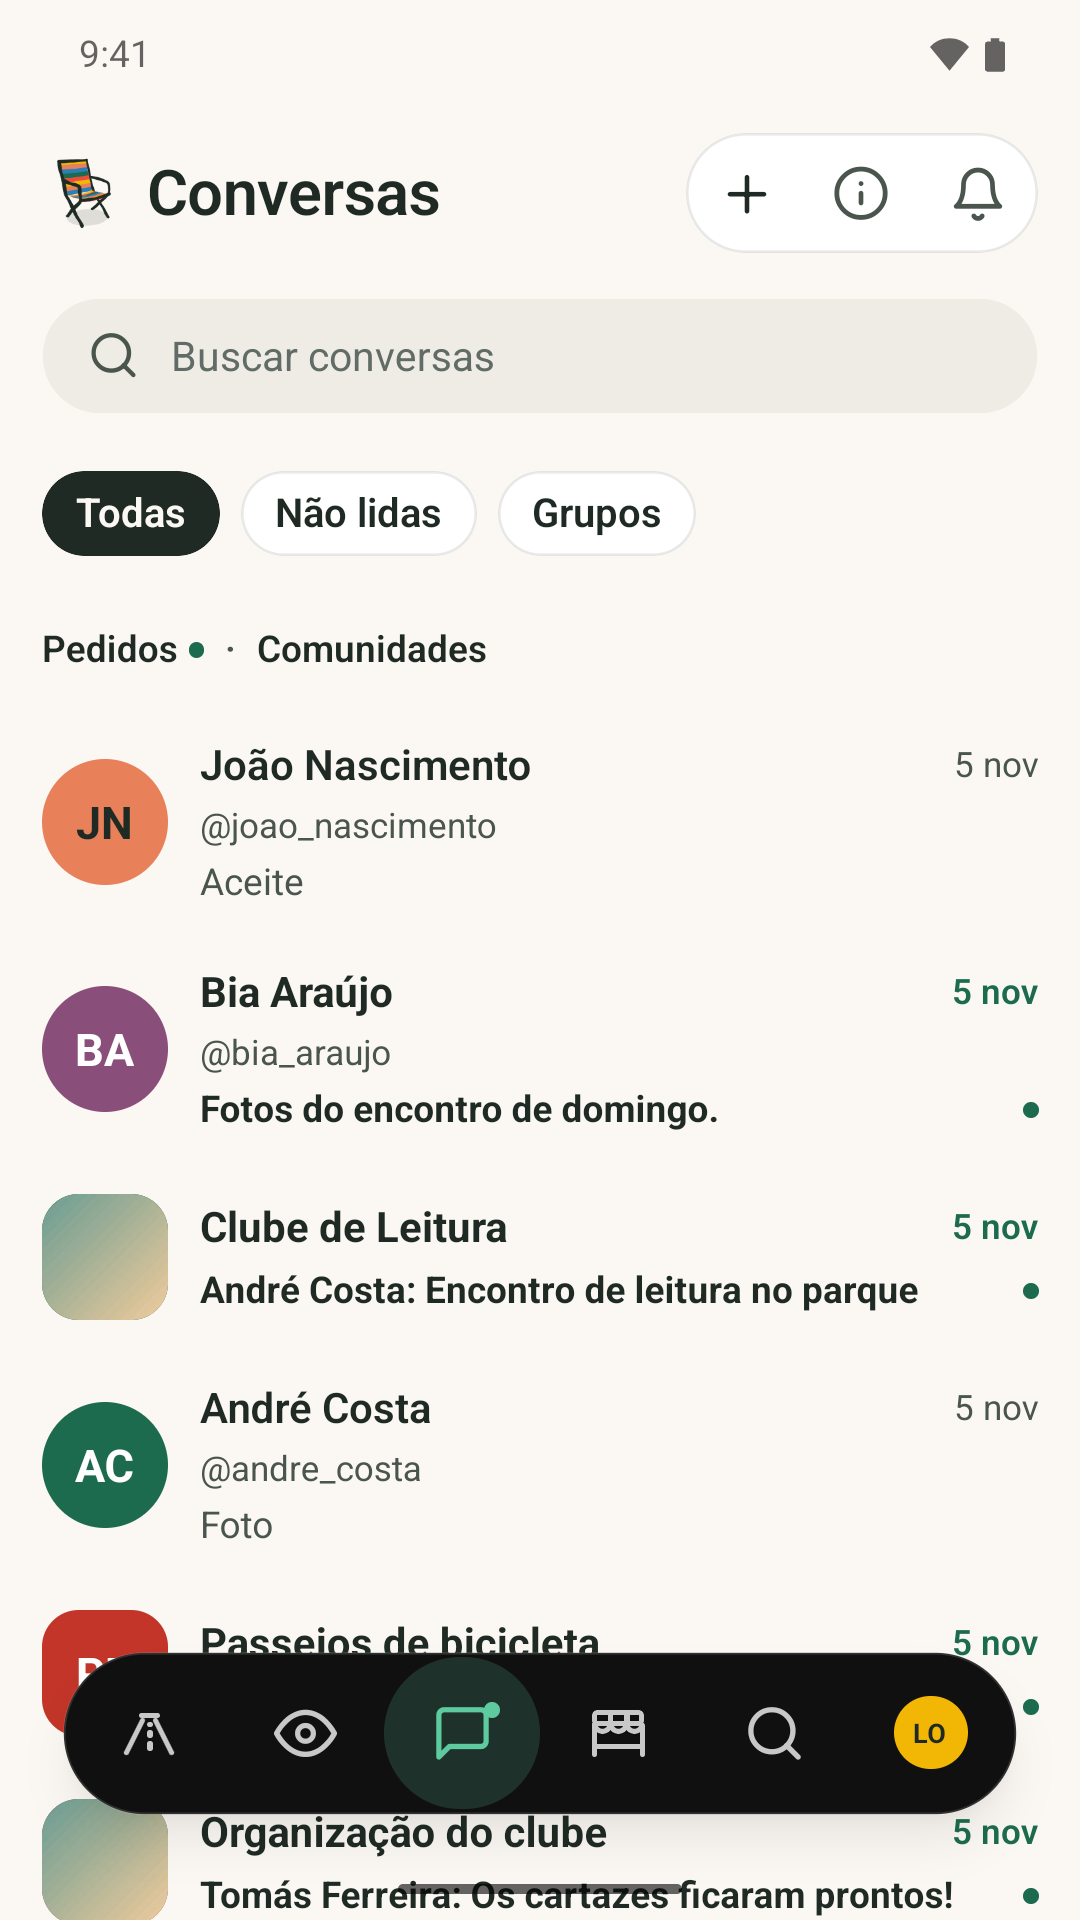 9:41
Conversas
Buscar conversas
Todas
Não lidas
Grupos
Pedidos · Comunidades
João Nascimento
5 nov
@joao_nascimento
Aceite
JN
Bia Araújo
5 nov
@bia_araujo
Fotos do encontro de domingo.
BA
Clube de Leitura
5 nov
André Costa: Encontro de leitura no parque
André Costa
5 nov
@andre_costa
Foto
AC
Passeios de bicicleta
5 nov
LO
Organização do clube
5 nov
Tomás Ferreira: Os cartazes ficaram prontos!